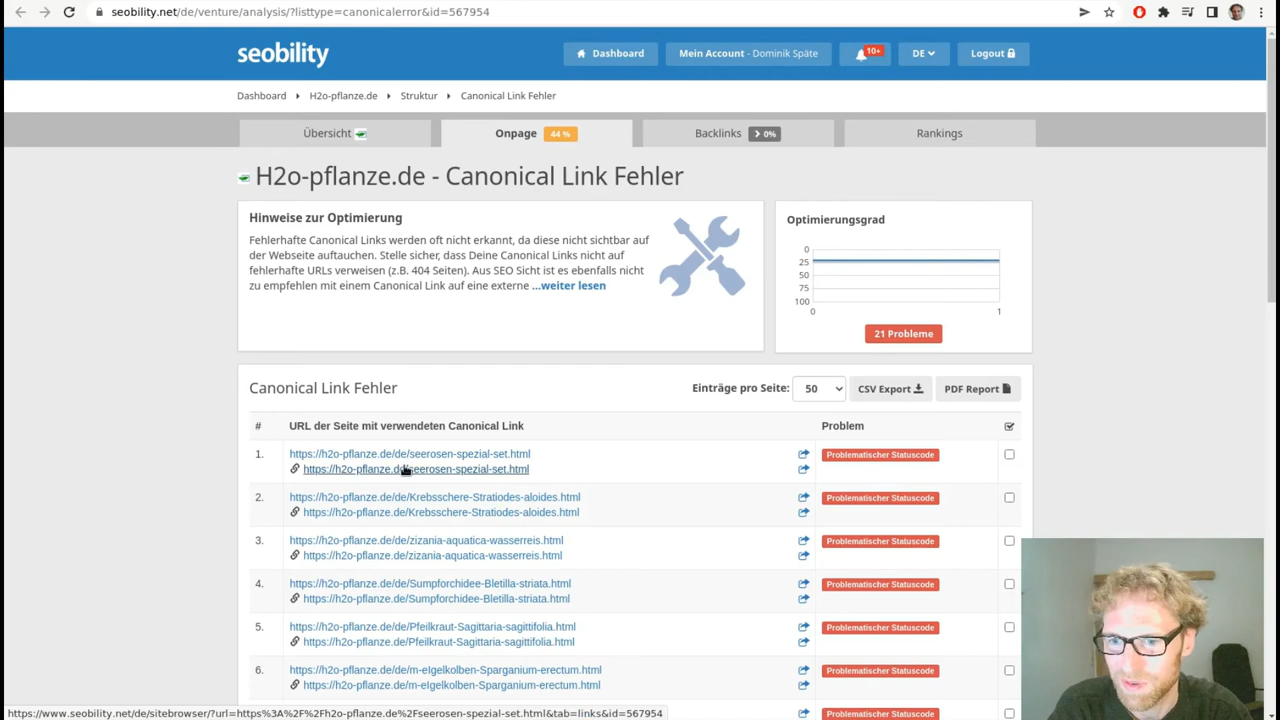 seobility.net/de/venture/analysis/?listtype=canonicalerror&id=567954
seobility
Dashboard
Mein Account - Dominik Späte
10+
DE
Logout
Dashboard
H2o-pflanze.de
Struktur
Canonical Link Fehler
Übersicht
Onpage 44 %
Backlinks 0%
Rankings
H2o-pflanze.de - Canonical Link Fehler
Hinweise zur Optimierung
Fehlerhafte Canonical Links werden oft nicht erkannt, da diese nicht sichtbar auf
der Webseite auftauchen. Stelle sicher, dass Deine Canonical Links nicht auf
fehlerhafte URLs verweisen (z.B. 404 Seiten). Aus SEO Sicht ist es ebenfalls nicht
zu empfehlen mit einem Canonical Link auf eine externe ...weiter lesen
Optimierungsgrad
0
25
50
75
100
0 1
21 Probleme
Canonical Link Fehler
Einträge pro Seite: 50
CSV Export
PDF Report
# URL der Seite mit verwendeten Canonical Link Problem
1. https://h2o-pflanze.de/de/seerosen-spezial-set.html Problematischer Statuscode
https://h2o-pflanze.de/seerosen-spezial-set.html
2. https://h2o-pflanze.de/de/Krebsschere-Stratiodes-aloides.html Problematischer Statuscode
https://h2o-pflanze.de/Krebsschere-Stratiodes-aloides.html
3. https://h2o-pflanze.de/de/zizania-aquatica-wasserreis.html Problematischer Statuscode
https://h2o-pflanze.de/zizania-aquatica-wasserreis.html
4. https://h2o-pflanze.de/de/Sumpforchidee-Bletilla-striata.html Problematischer Statuscode
https://h2o-pflanze.de/Sumpforchidee-Bletilla-striata.html
5. https://h2o-pflanze.de/de/Pfeilkraut-Sagittaria-sagittifolia.html Problematischer Statuscode
https://h2o-pflanze.de/Pfeilkraut-Sagittaria-sagittifolia.html
6. https://h2o-pflanze.de/de/m-eIgelkolben-Sparganium-erectum.html Problematischer Statuscode
https://h2o-pflanze.de/m-eIgelkolben-Sparganium-erectum.html
Problematischer Statuscode
https://www.seobility.net/de/sitebrowser/?url=https%3A%2F%2Fh2o-pflanze.de%2Fseerosen-spezial-set.html&tab=links&id=567954